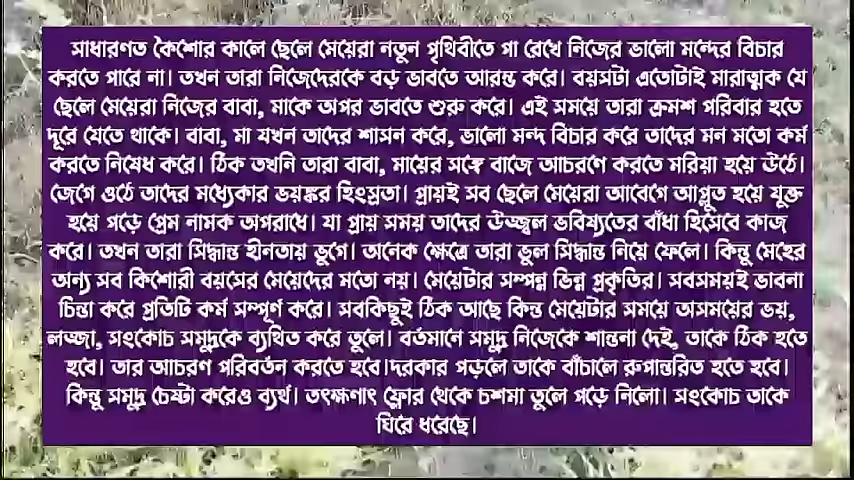 সাধারণত কৈশোর কালে ছেলে মেয়েরা নতুন পৃথিবীতে পা রেখে নিজের ভালো মন্দের বিচার
করতে পারে না। তখন তারা নিজেদেরকে বড় ভাবতে আরম্ভ করে। বয়সটা এতোটাই মারাত্মক যে
ছেলে মেয়েরা নিজের বাবা, মাকে অপর ভাবতে শুরু করে। এই সময়ে তারা ক্রমশ পরিবার হতে
দূরে যেতে থাকে। বাবা, মা যখন তাদের শাসন করে, ভালো মন্দ বিচার করে তাদের মন মতো কর্ম
করতে নিষেধ করে। ঠিক তখনি তারা বাবা, মায়ের সঙ্গে বাজে আচরণে করতে মরিয়া হয়ে উঠে।
জেগে ওঠে তাদের মধ্যেকার ভয়ঙ্কর হিংস্রতা। প্রায়ই সব ছেলে মেয়েরা আবেগে আপ্লুত হয়ে যুক্ত
হয়ে পড়ে প্রেম নামক অপরাধে। যা প্রায় সময় তাদের উজ্জ্বল ভবিষ্যতের বাঁধা হিসেবে কাজ
করে। তখন তারা সিদ্ধান্ত হীনতায় ভুগে। অনেক ক্ষেত্রে তারা ভুল সিদ্ধান্ত নিয়ে ফেলে। কিন্তু মেহের
অন্য সব কিশোরী বয়সের মেয়েদের মতো নয়। মেয়েটার সম্পন্ন ভিন্ন প্রকৃতির। সবসময়ই ভাবনা
চিন্তা করে প্রতিটি কর্ম সম্পূর্ণ করে। সবকিছুই ঠিক আছে কিন্ত মেয়েটার সময়ে অসময়ের ভয়,
লজ্জা, সংকোচ সমুদ্রকে ব্যথিত করে তুলে। বর্তমানে সমুদ্র নিজেকে শান্তনা দেই, তাকে ঠিক হতে
হবে। তার আচরণ পরিবর্তন করতে হবে।দরকার পড়লে তাকে বাঁচালে রুপান্তরিত হতে হবে।
কিন্তু সমুদ্র চেষ্টা করেও ব্যর্থ। তৎক্ষণাৎ ফ্লোর থেকে চশমা তুলে পড়ে নিলো। সংকোচ তাকে
ঘিরে ধরেছে।